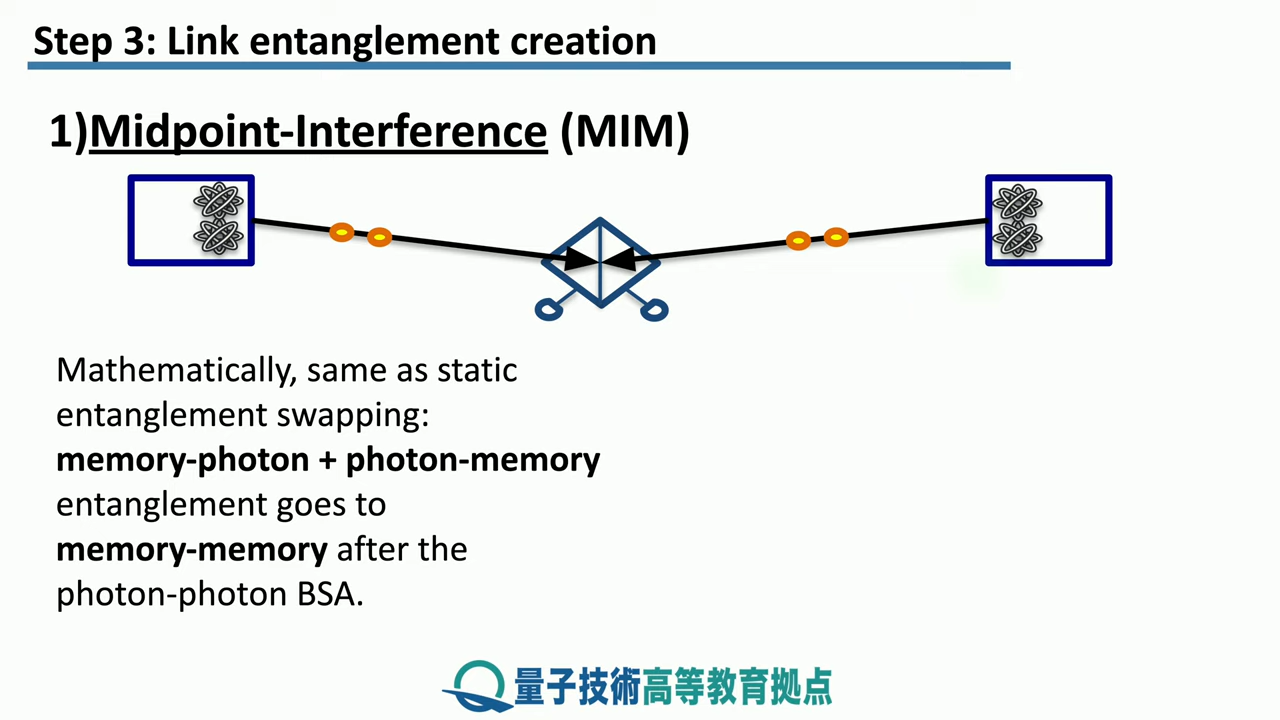 Step 3: Link entanglement creation
1)Midpoint-Interference (MIM)
Mathematically, same as static
entanglement swapping:
memory-photon + photon-memory
entanglement goes to
memory-memory after the
photon-photon BSA.
量子技術高等教育拠点